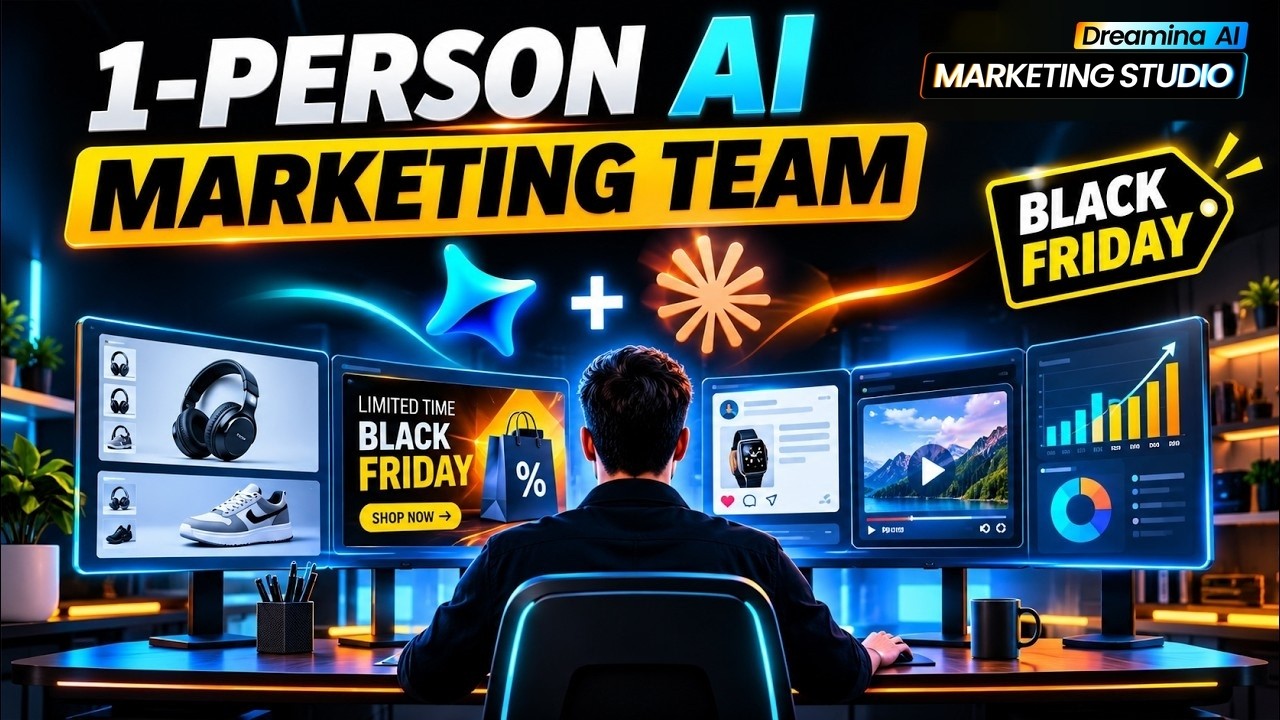 1-PERSON AI
MARKETING TEAM
Dreamina AI
MARKETING STUDIO
BLACK
FRIDAY
LIMITED TIME
BLACK
FRIDAY
SHOP NOW →
%